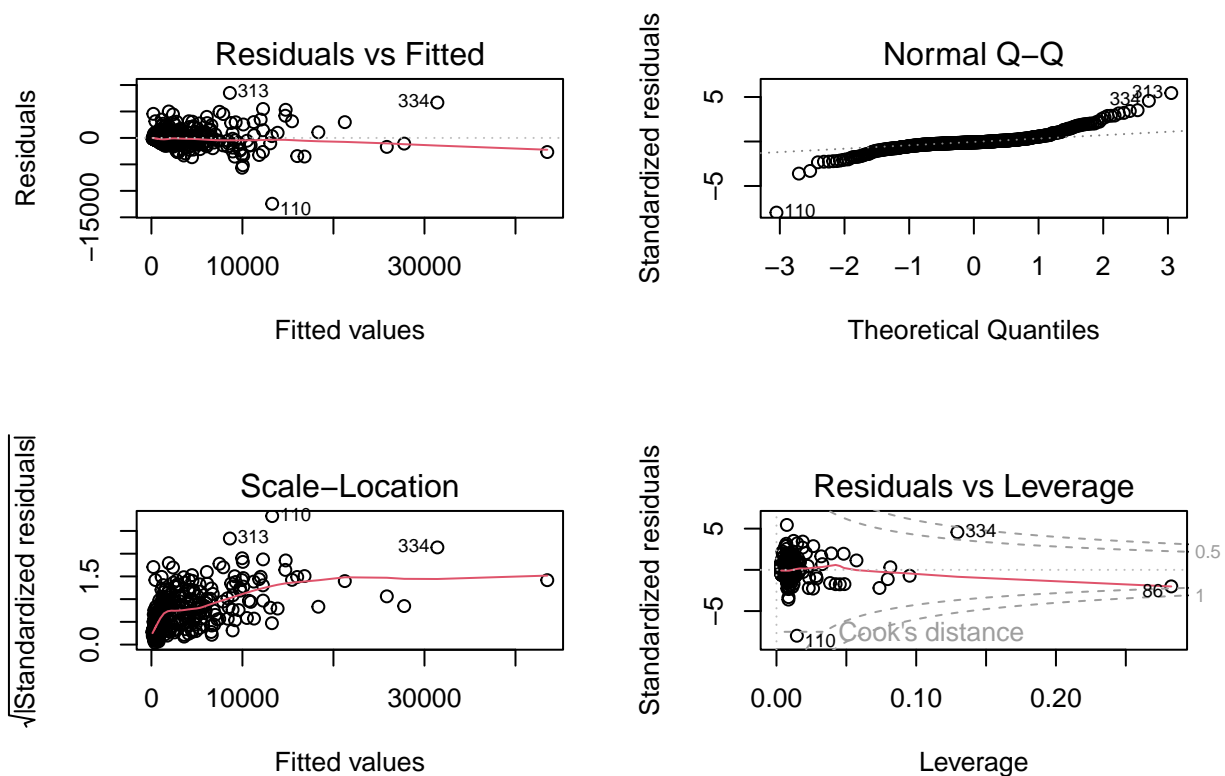 Residuals vs Fitted
Residuals
0
−15000
313
334
110
0
10000
30000
Fitted values
Normal Q−Q
Standardized residuals
5
−5
313
334
110
−3
−2
−1
0
1
2
3
Theoretical Quantiles
Scale−Location
√|Standardized residuals|
1.5
0.0
110
313
334
0
10000
30000
Fitted values
Residuals vs Leverage
Standardized residuals
5
−5
334
0.5
86
1
110
Cook's distance
0.00
0.10
0.20
Leverage